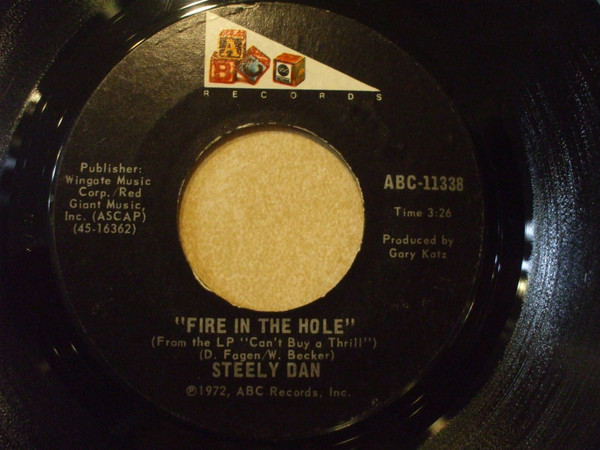 A
B
RECORDS
Publisher:
Wingate Music
Corp./Red
Giant Music,
Inc. (ASCAP)
(45-16362)
ABC-11338
Time 3:26
Produced by
Gary Katz
"FIRE IN THE HOLE"
(From the LP "Can't Buy a Thrill")
(D. Fagen/W. Becker)
STEELY DAN
℗1972, ABC Records, Inc.